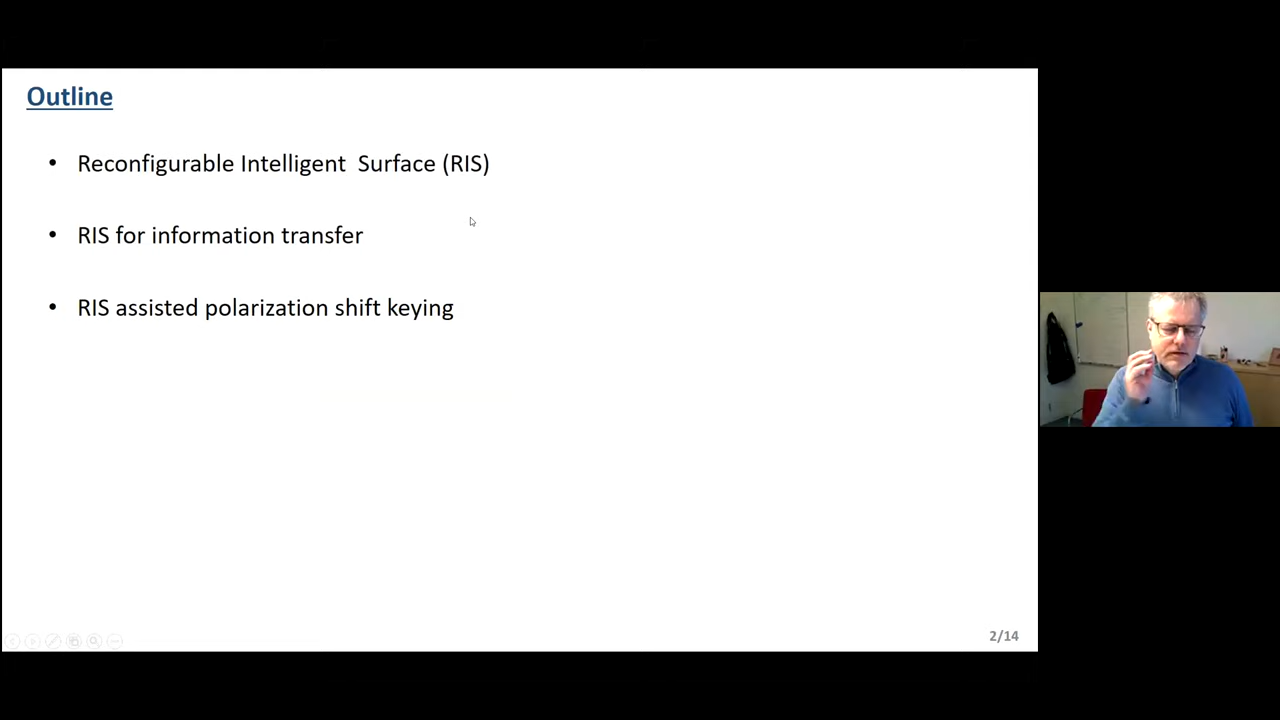 Outline
• Reconfigurable Intelligent  Surface (RIS)
• RIS for information transfer
• RIS assisted polarization shift keying
2/14